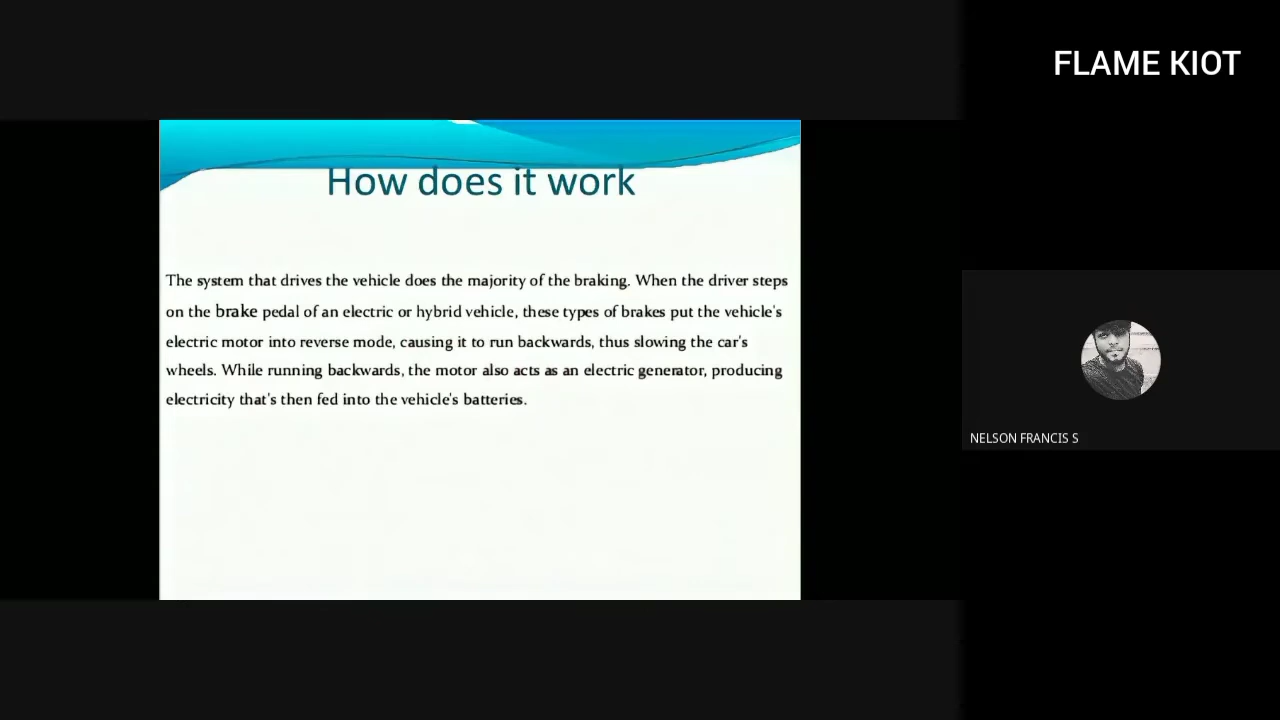 FLAME KIOT
How does it work
The system that drives the vehicle does the majority of the braking. When the driver steps
on the brake pedal of an electric or hybrid vehicle, these types of brakes put the vehicle's
electric motor into reverse mode, causing it to run backwards, thus slowing the car's
wheels. While running backwards, the motor also acts as an electric generator, producing
electricity that's then fed into the vehicle's batteries.
NELSON FRANCIS S